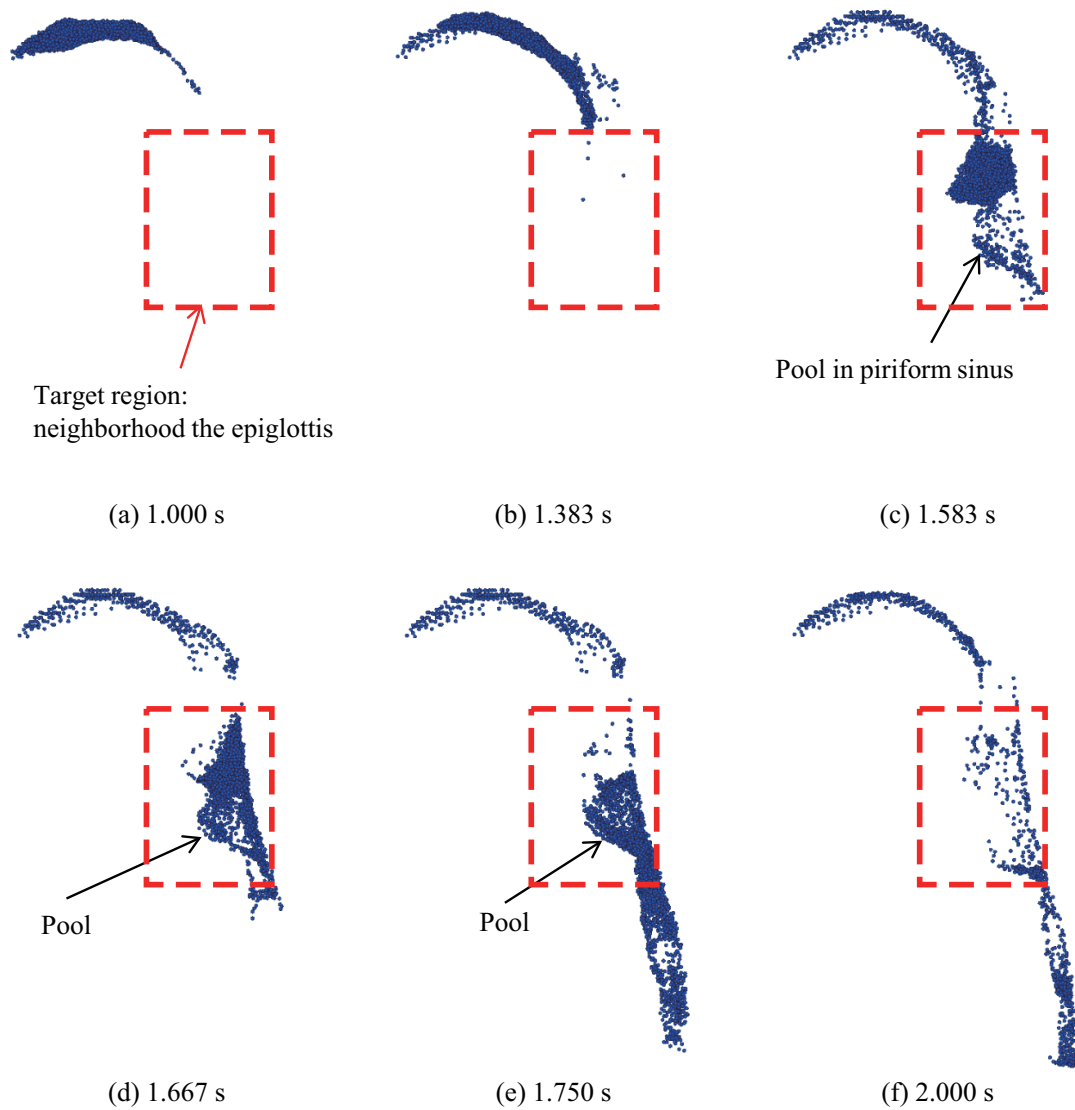 Target region:
neighborhood the epiglottis
Pool in piriform sinus
(a) 1.000 s
(b) 1.383 s
(c) 1.583 s
Pool
Pool
(d) 1.667 s
(e) 1.750 s
(f) 2.000 s